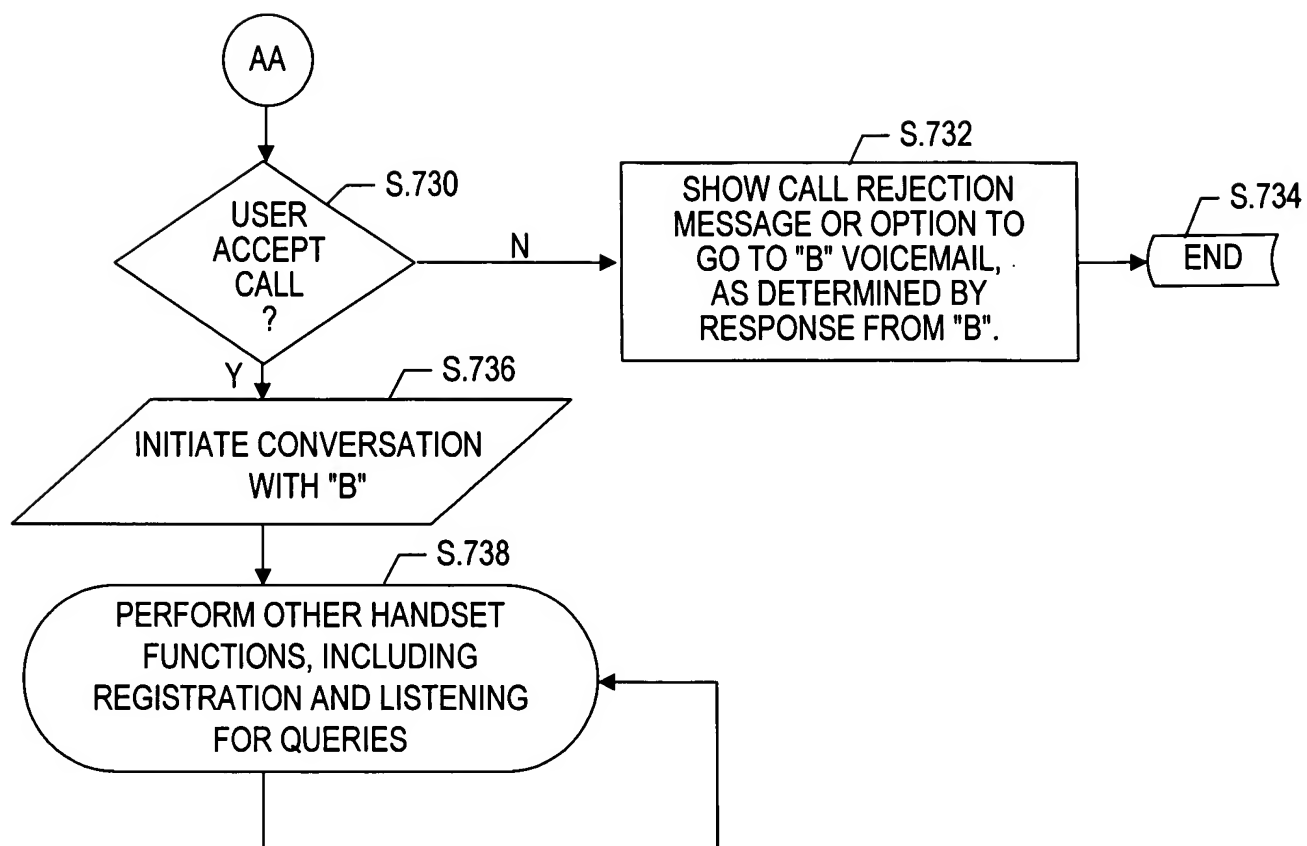 AA
S.730
USER
ACCEPT
CALL
?
N
S.732
SHOW CALL REJECTION
MESSAGE OR OPTION TO
GO TO "B" VOICEMAIL,
AS DETERMINED BY
RESPONSE FROM "B".
S.734
END
Y
S.736
INITIATE CONVERSATION
WITH "B"
S.738
PERFORM OTHER HANDSET
FUNCTIONS, INCLUDING
REGISTRATION AND LISTENING
FOR QUERIES